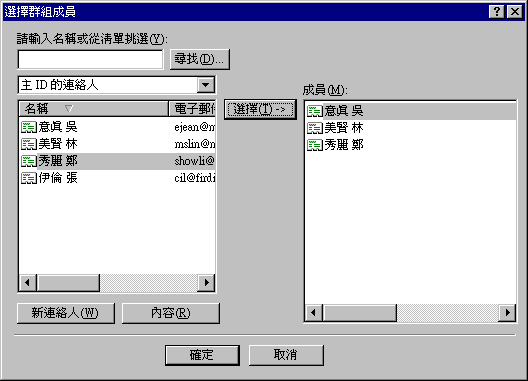 選擇群組成員
請輸入名稱或從清單挑選(Y):
尋找(D)...
主 ID 的連絡人
名稱 電子郵件
意眞 吳 ejean@m
美賢 林 mslin@m
秀麗 鄭 showli@
伊倫 張 cil@firdi
選擇(T) ->
成員(M):
意眞 吳
美賢 林
秀麗 鄭
新連絡人(W) 內容(R)
確定 取消